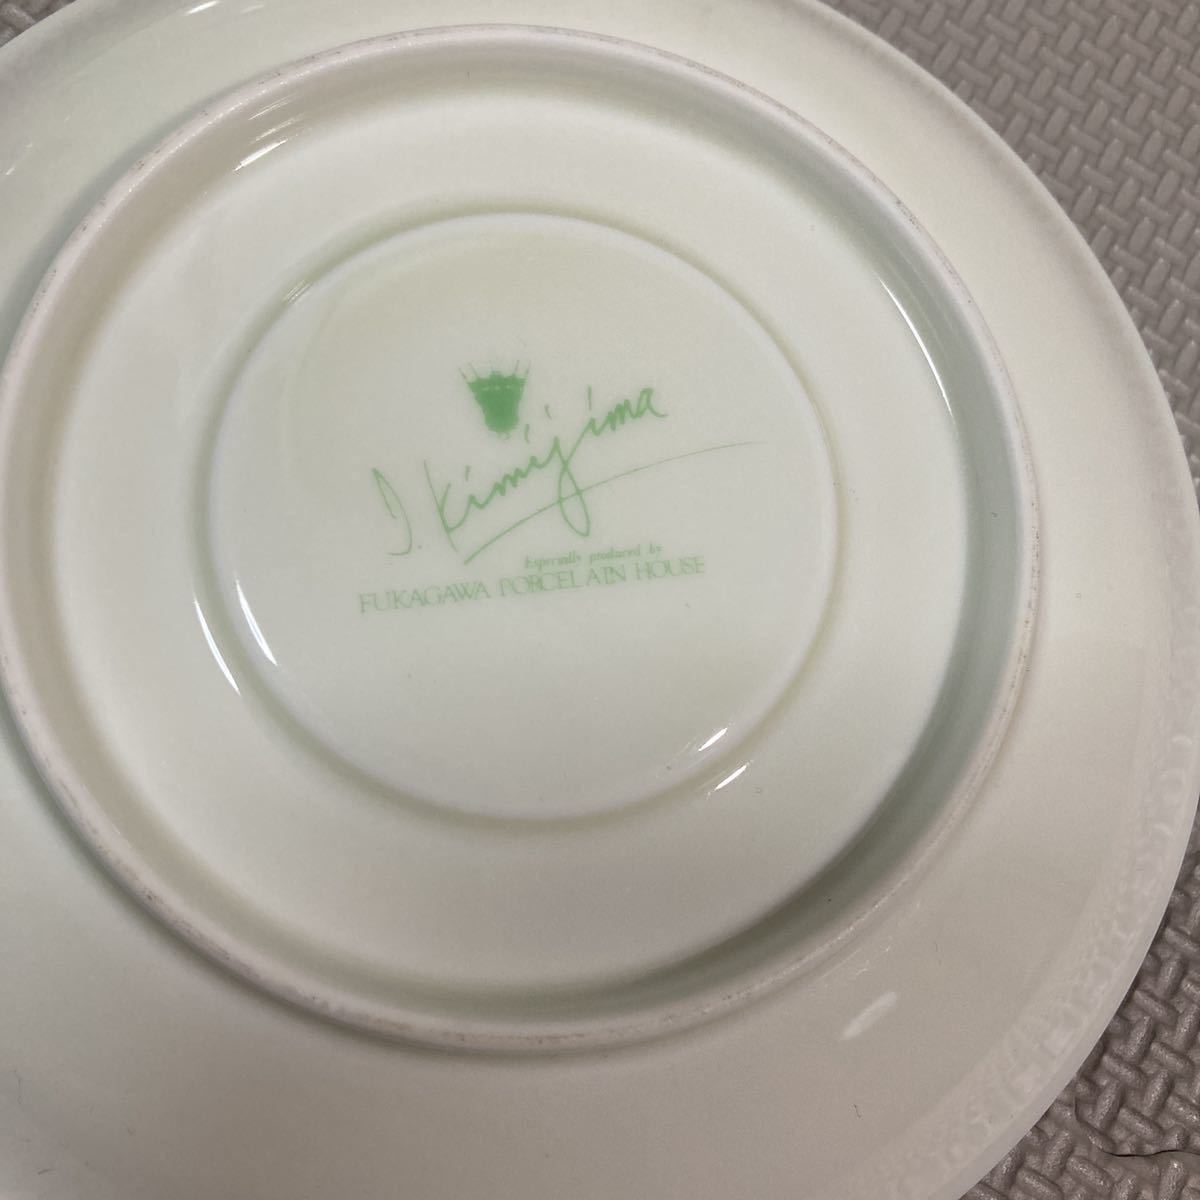 I. Kimijima
Especially produced by
FUKAGAWA PORCELAIN HOUSE